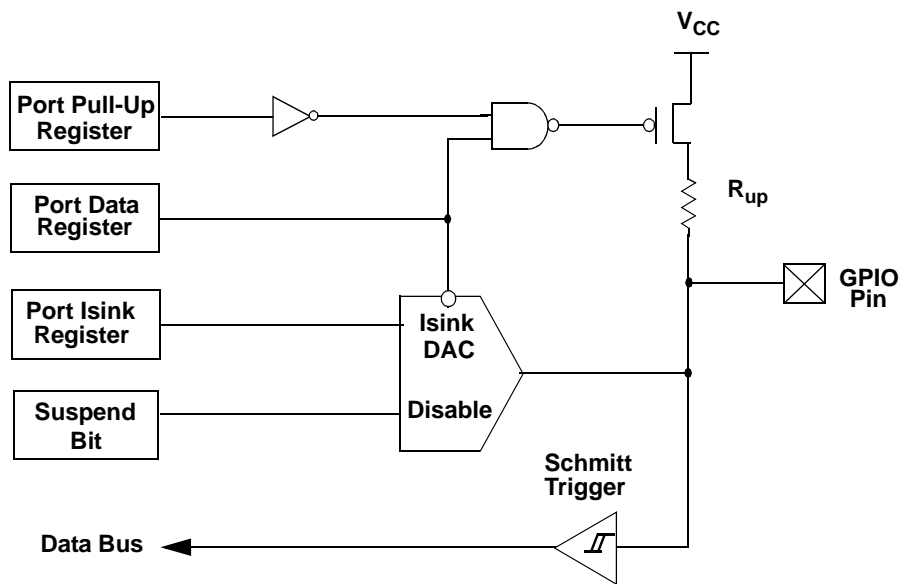 VCC
Port Pull-Up
Register
Port Data
Register
Rup
GPIO
Pin
Port Isink
Register
Isink
DAC
Disable
Suspend
Bit
Schmitt
Trigger
Data Bus